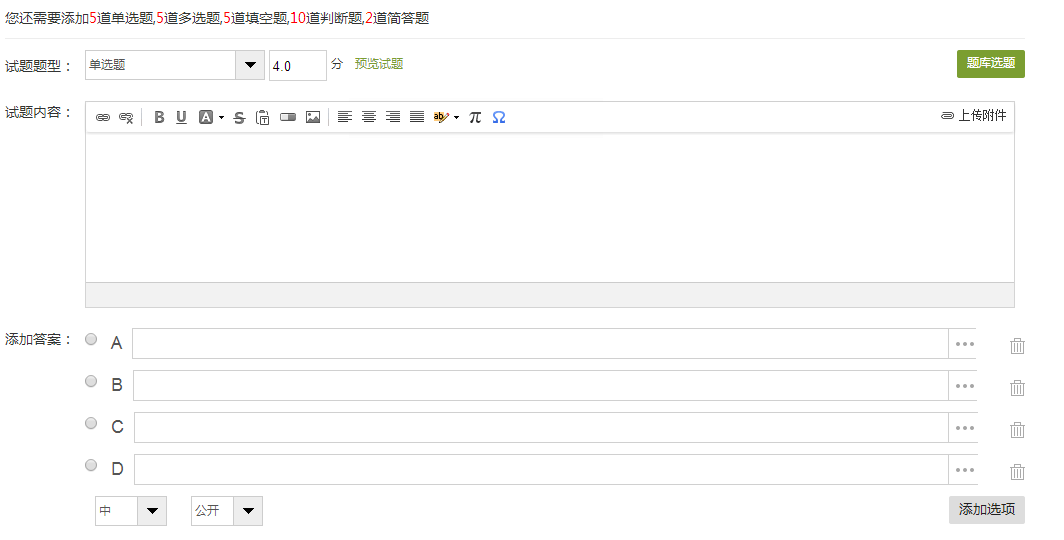 您还需要添加5道单选题,5道多选题,5道填空题,10道判断题,2道简答题
试题题型： 单选题 4.0 分 预览试题 题库选题
试题内容： B U A S ab π Ω 上传附件
添加答案： A
B
C
D
中 公开 添加选项